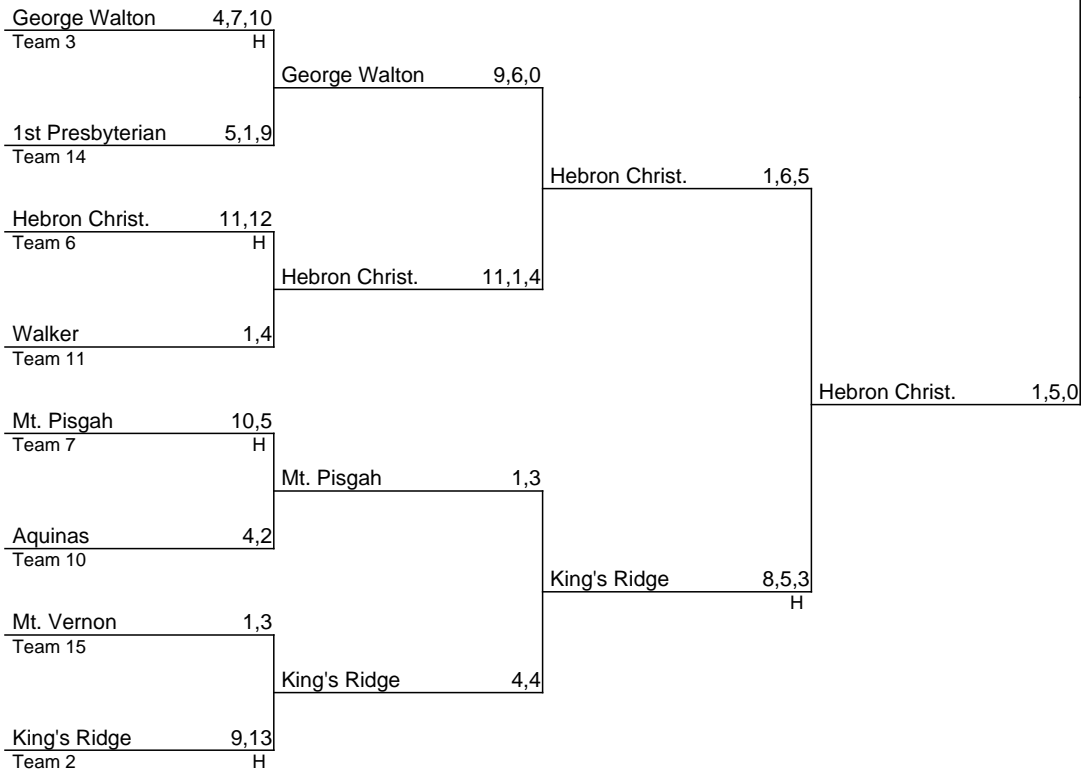 George Walton 4,7,10
Team 3 H
George Walton 9,6,0
1st Presbyterian 5,1,9
Team 14
Hebron Christ. 1,6,5
Hebron Christ. 11,12
Team 6 H
Hebron Christ. 11,1,4
Walker 1,4
Team 11
Hebron Christ. 1,5,0
Mt. Pisgah 10,5
Team 7 H
Mt. Pisgah 1,3
Aquinas 4,2
Team 10
King's Ridge 8,5,3
H
Mt. Vernon 1,3
Team 15
King's Ridge 4,4
King's Ridge 9,13
Team 2 H